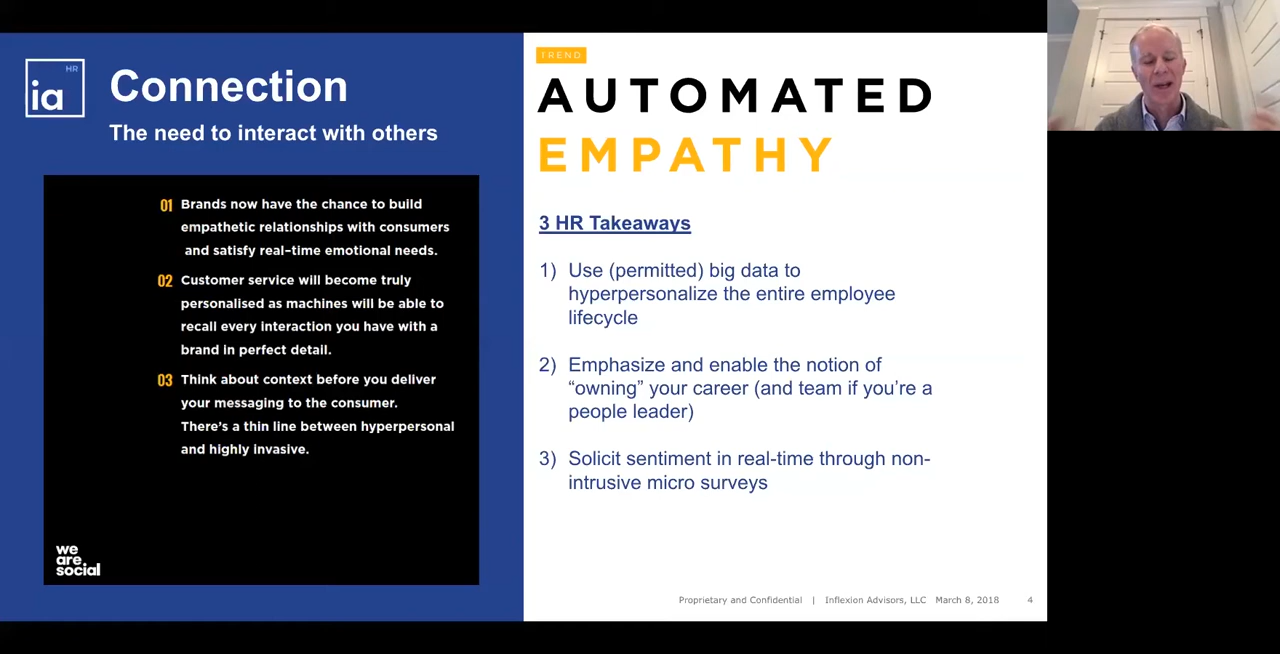 HR
ia
Connection
The need to interact with others
01 Brands now have the chance to build
empathetic relationships with consumers
and satisfy real-time emotional needs.
02 Customer service will become truly
personalised as machines will be able to
recall every interaction you have with a
brand in perfect detail.
03 Think about context before you deliver
your messaging to the consumer.
There's a thin line between hyperpersonal
and highly invasive.
we
are
social
TREND
AUTOMATED
EMPATHY
3 HR Takeaways
1) Use (permitted) big data to
hyperpersonalize the entire employee
lifecycle
2) Emphasize and enable the notion of
“owning” your career (and team if you’re a
people leader)
3) Solicit sentiment in real-time through non-
intrusive micro surveys
Proprietary and Confidential | Inflexion Advisors, LLC March 8, 2018 4